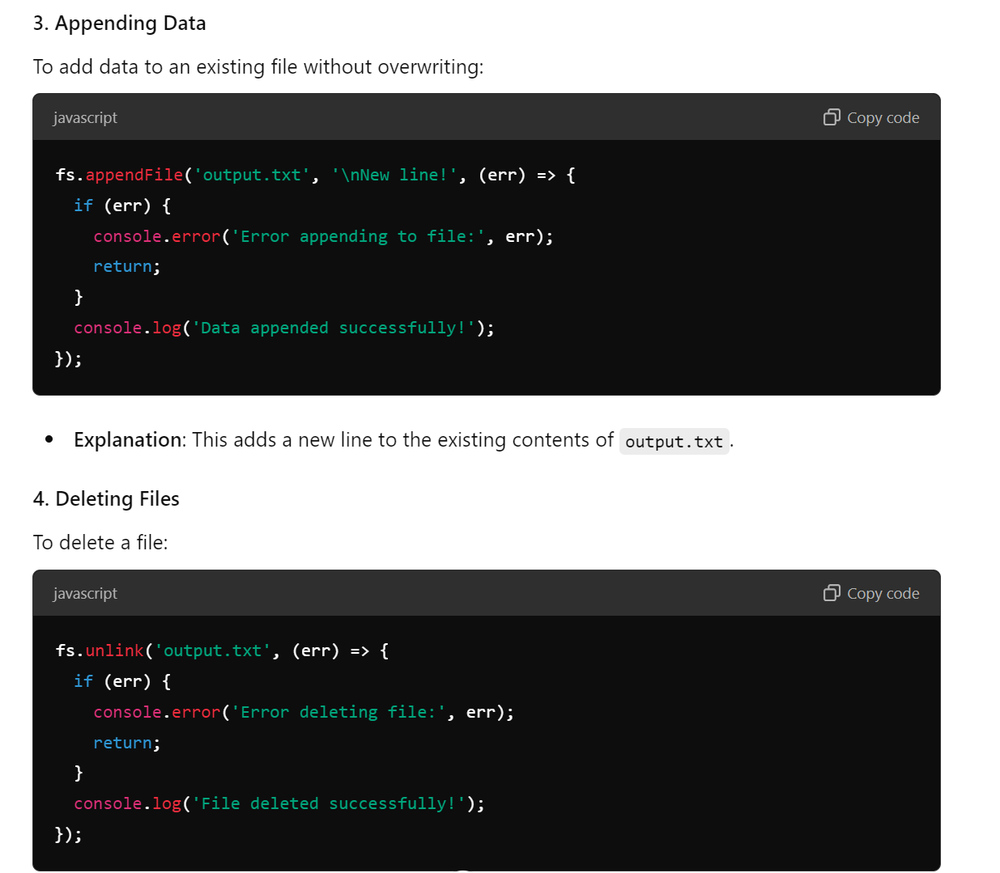 3. Appending Data
To add data to an existing file without overwriting:
javascript Copy code
fs.appendFile('output.txt', '\nNew line!', (err) => {
  if (err) {
    console.error('Error appending to file:', err);
    return;
  }
  console.log('Data appended successfully!');
});
• Explanation: This adds a new line to the existing contents of output.txt.
4. Deleting Files
To delete a file:
javascript Copy code
fs.unlink('output.txt', (err) => {
  if (err) {
    console.error('Error deleting file:', err);
    return;
  }
  console.log('File deleted successfully!');
});